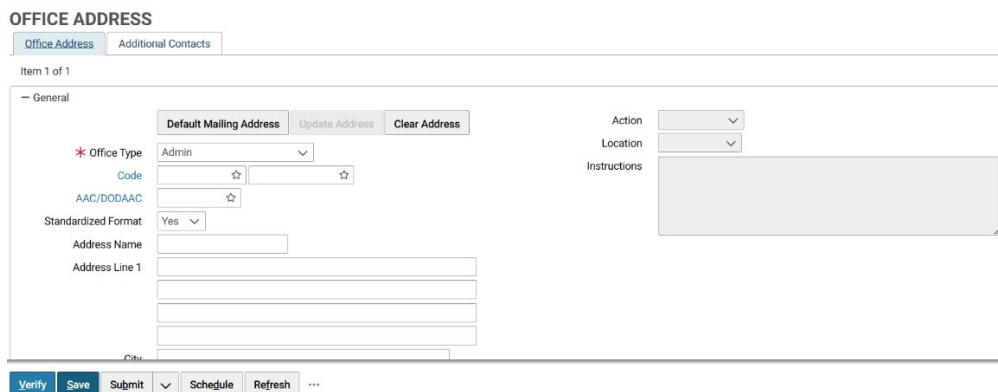 OFFICE ADDRESS
Office Address Additional Contacts
Item 1 of 1
General
Default Mailing Address Update Address Clear Address
Action
Location
Instructions
* Office Type Admin
Code
AAC/DODAAC
Standardized Format Yes
Address Name
Address Line 1
City
Verify Save Submit Schedule Refresh ...